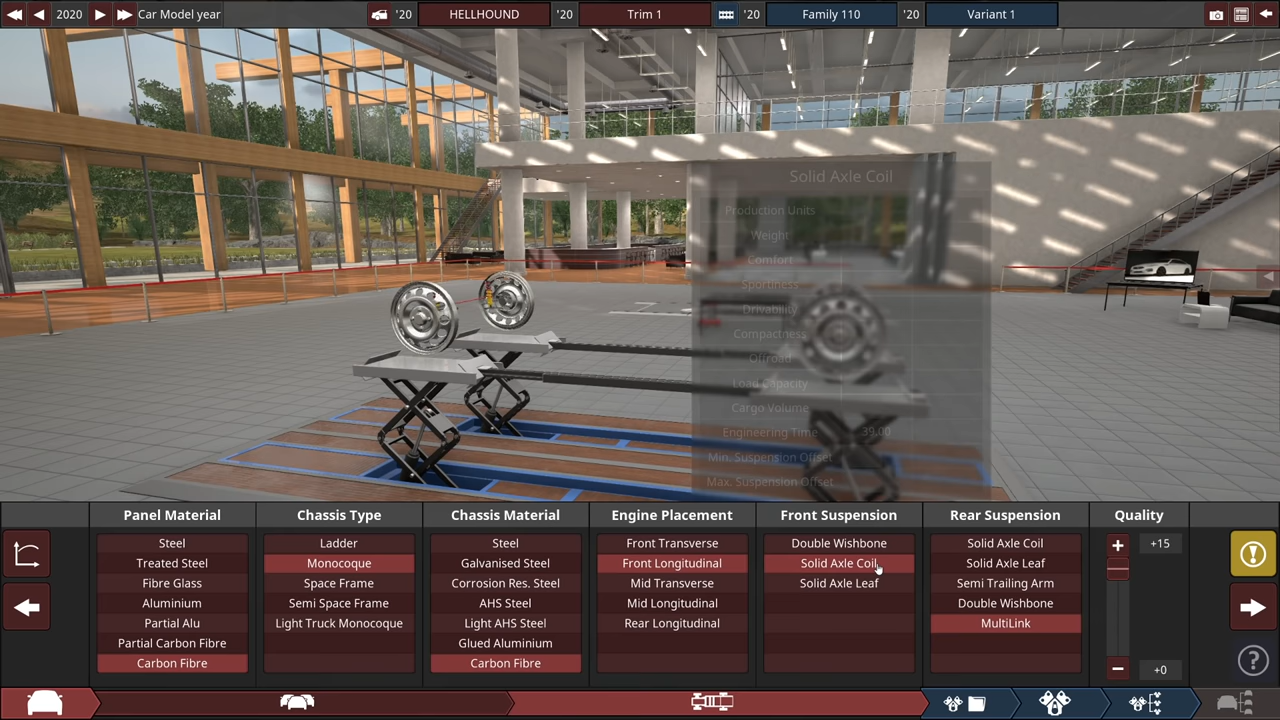 2020 Car Model year '20 HELLHOUND '20 Trim 1 '20 Family 110 '20 Variant 1
Solid Axle Coil
Production Units
Weight
Comfort
Sportiness
Drivability
Compactness
Offroad
Load Capacity
Cargo Volume
Engineering Time 39.00
Min. Suspension Offset
Max. Suspension Offset
Panel Material
Steel
Treated Steel
Fibre Glass
Aluminium
Partial Alu
Partial Carbon Fibre
Carbon Fibre
Chassis Type
Ladder
Monocoque
Space Frame
Semi Space Frame
Light Truck Monocoque
Chassis Material
Steel
Galvanised Steel
Corrosion Res. Steel
AHS Steel
Light AHS Steel
Glued Aluminium
Carbon Fibre
Engine Placement
Front Transverse
Front Longitudinal
Mid Transverse
Mid Longitudinal
Rear Longitudinal
Front Suspension
Double Wishbone
Solid Axle Coil
Solid Axle Leaf
Rear Suspension
Solid Axle Coil
Solid Axle Leaf
Semi Trailing Arm
Double Wishbone
MultiLink
Quality
+ +15
- +0